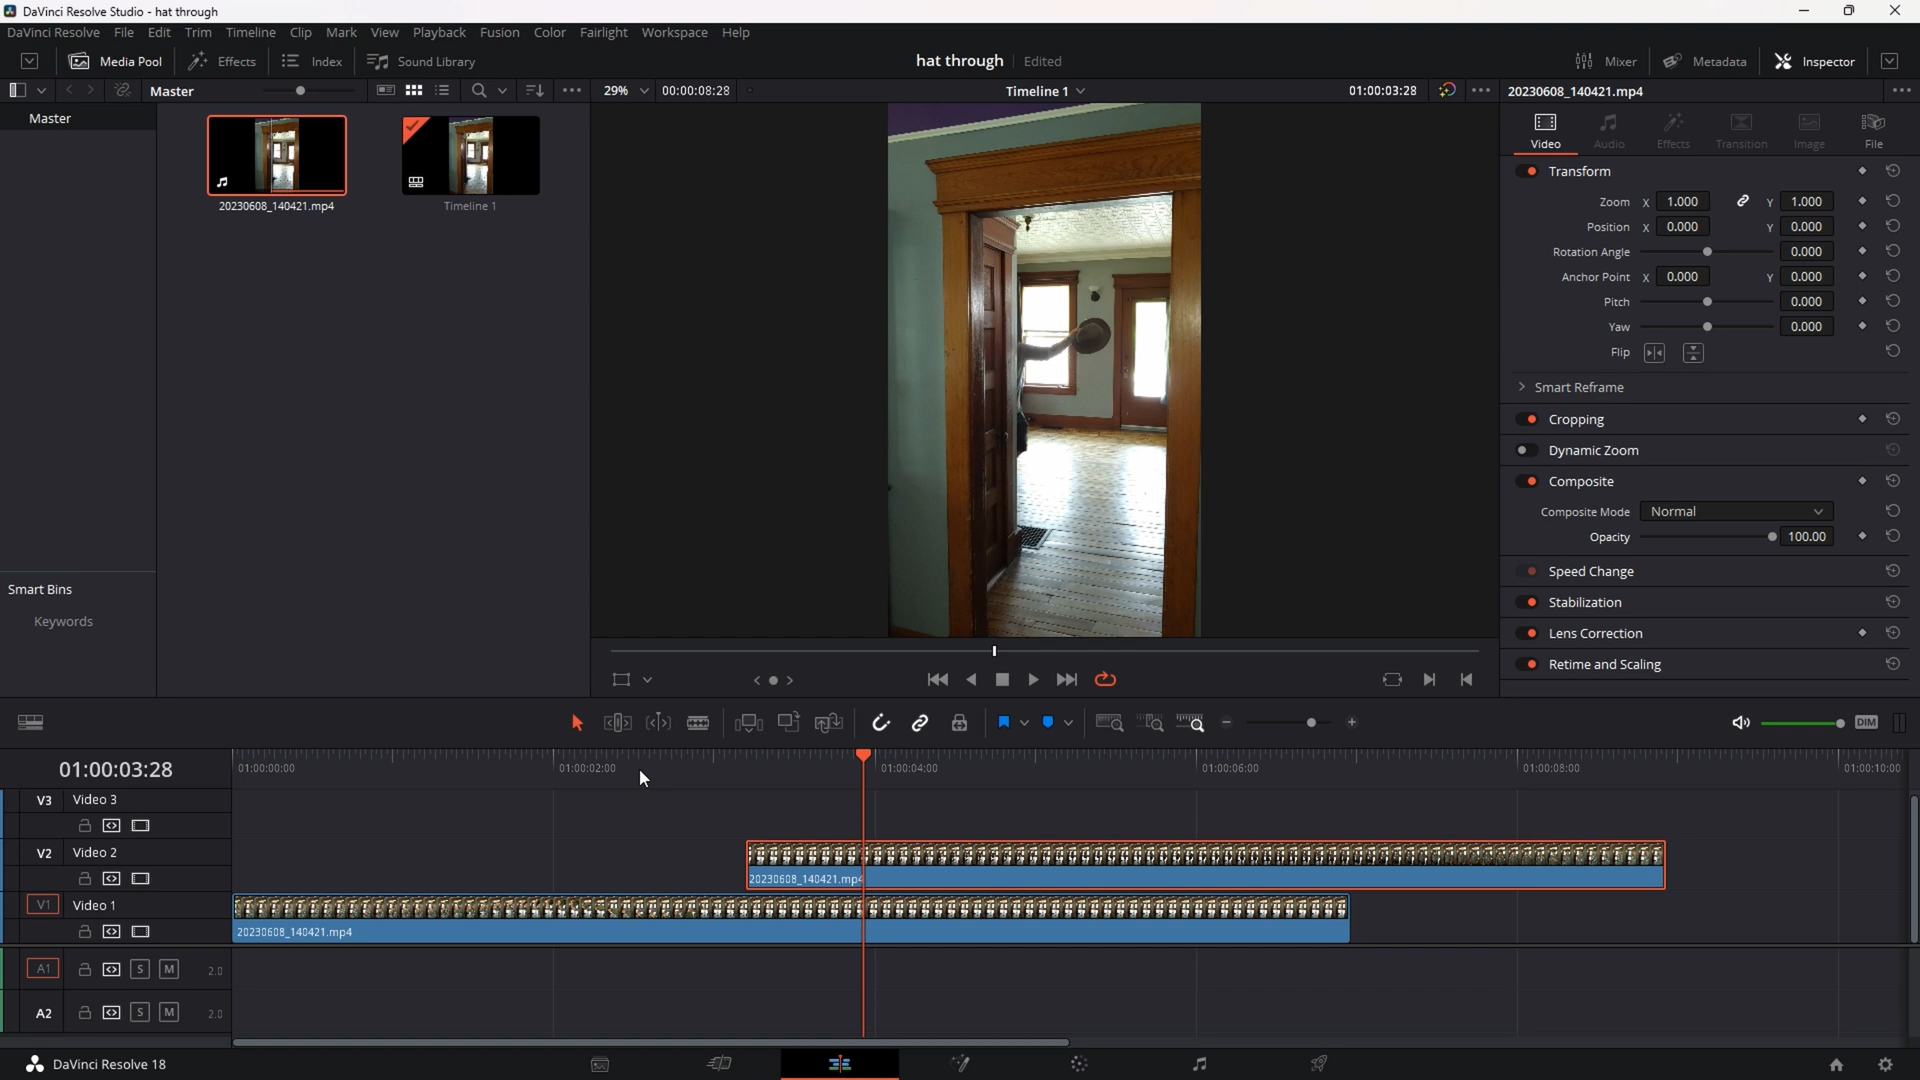 DaVinci Resolve Studio - hat through
DaVinci Resolve File Edit Trim Timeline Clip Mark View Playback Fusion Color Fairlight Workspace Help
Media Pool Effects Index Sound Library hat through Edited Mixer Metadata Inspector
Master 29% 00:00:08:28 Timeline 1 01:00:03:28 20230608_140421.mp4
Master
20230608_140421.mp4 Timeline 1
Smart Bins
Keywords
Video Audio Effects Transition Image File
Transform
Zoom X 1.000 Y 1.000
Position X 0.000 Y 0.000
Rotation Angle 0.000
Anchor Point X 0.000 Y 0.000
Pitch 0.000
Yaw 0.000
Flip
Smart Reframe
Cropping
Dynamic Zoom
Composite
Composite Mode Normal
Opacity 100.00
Speed Change
Stabilization
Lens Correction
Retime and Scaling
DIM
01:00:03:28 01:00:00:00 01:00:02:00 01:00:04:00 01:00:06:00 01:00:08:00 01:00:10:00
V3 Video 3
V2 Video 2
20230608_140421.mp4
V1 Video 1
20230608_140421.mp4
A1 S M 2.0
A2 S M 2.0
DaVinci Resolve 18